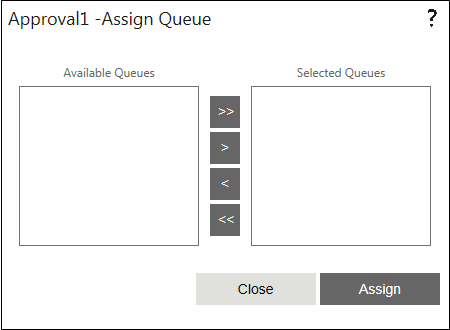 Approval1 -Assign Queue ?
Available Queues Selected Queues
>>
>
<
<<
Close Assign